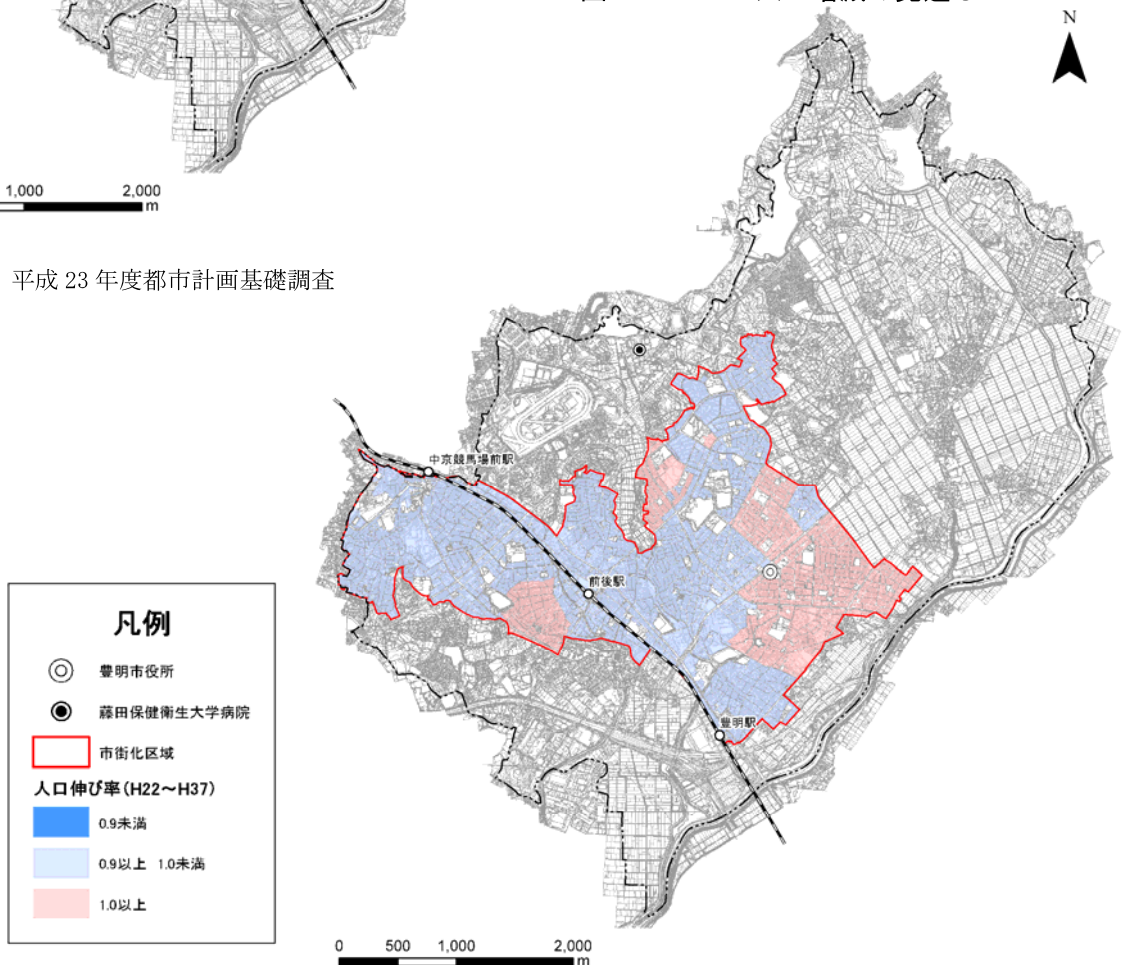 N
1,000 2,000
m
平成 23 年度都市計画基礎調査
中京競馬場前駅
前後駅
豊明駅
凡例
豊明市役所
藤田保健衛生大学病院
市街化区域
人口伸び率(H22～H37)
0.9未満
0.9以上 1.0未満
1.0以上
0 500 1,000 2,000
m